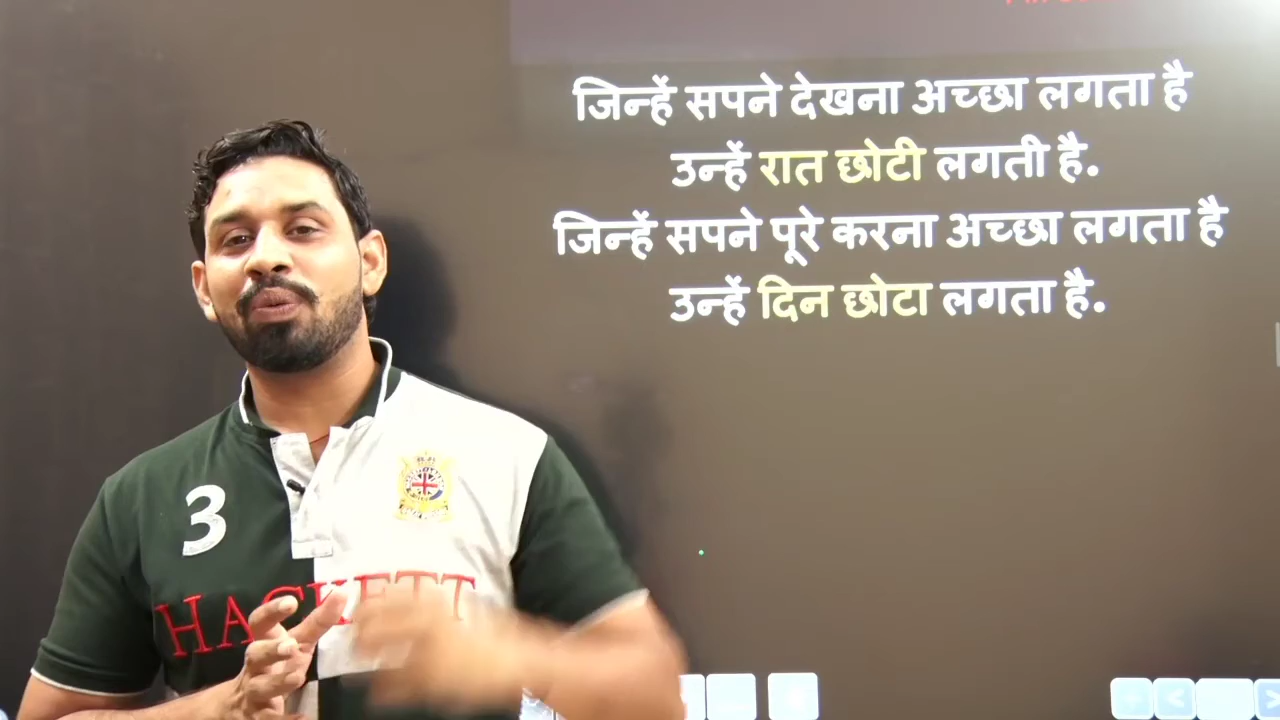 जिन्हें सपने देखना अच्छा लगता है
उन्हें रात छोटी लगती है.
जिन्हें सपने पूरे करना अच्छा लगता है
उन्हें दिन छोटा लगता है.
3
HACKETT